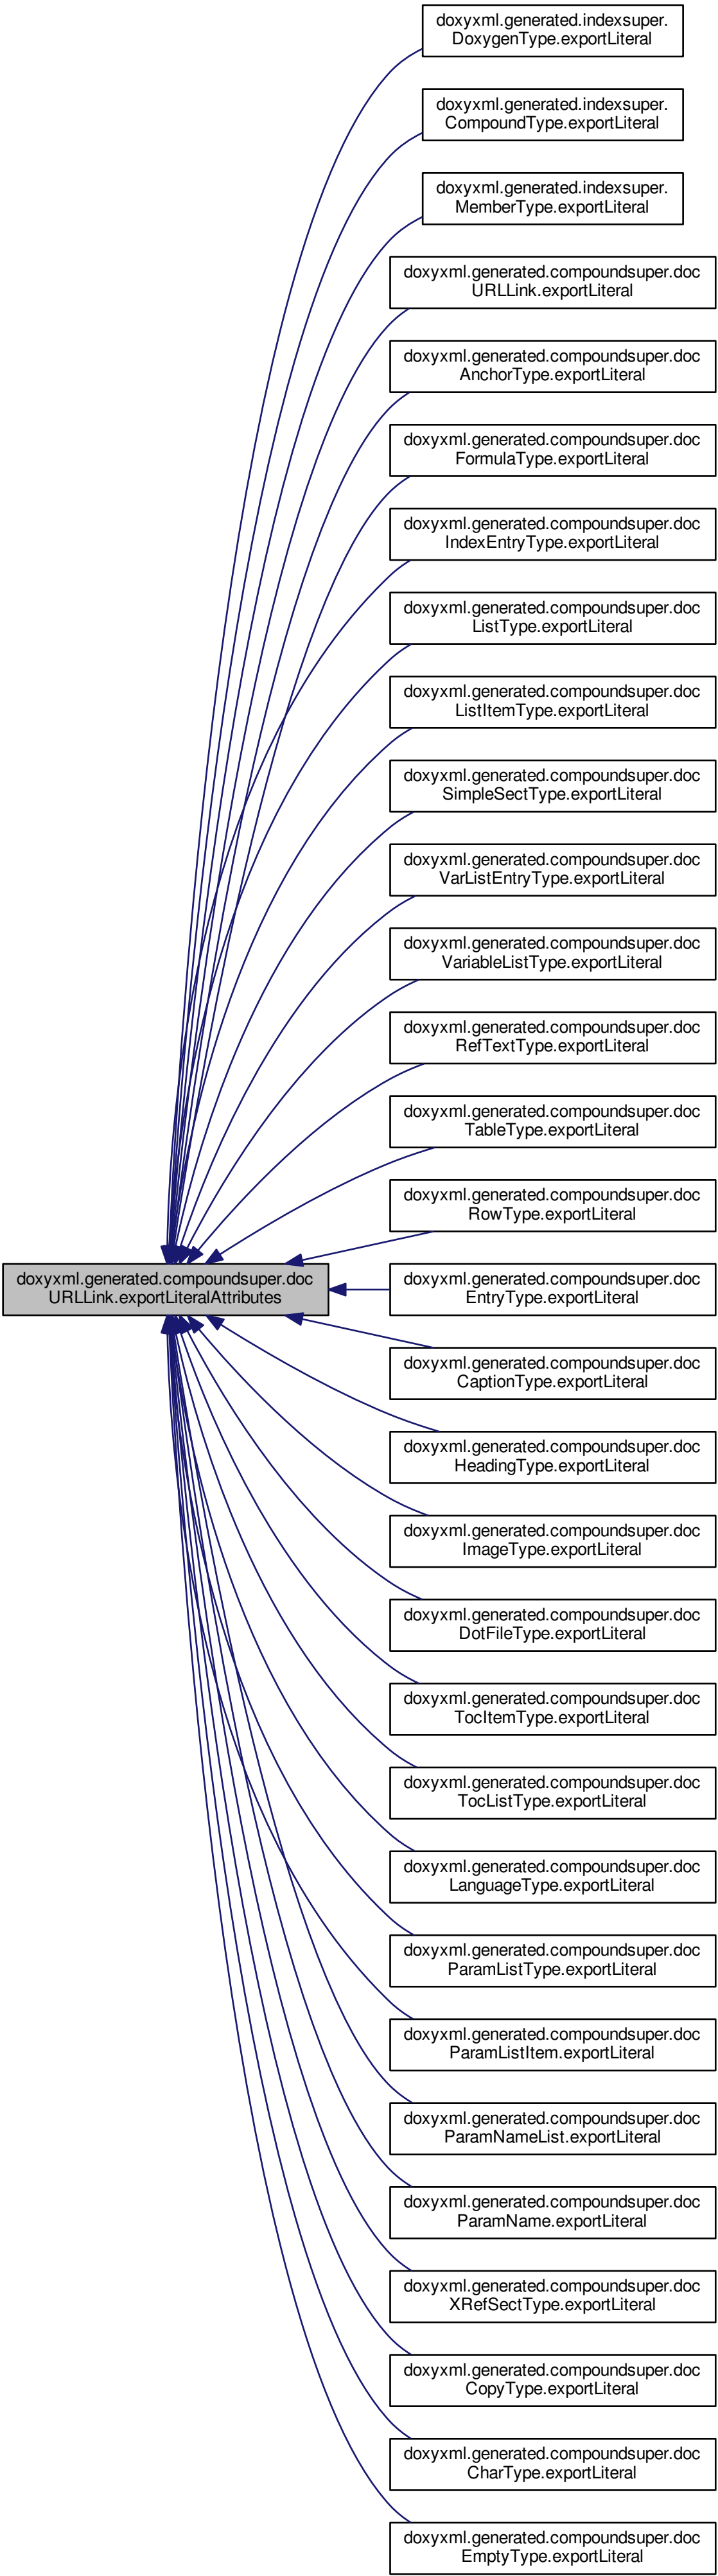 doxyxml.generated.indexsuper.
DoxygenType.exportLiteral
doxyxml.generated.indexsuper.
CompoundType.exportLiteral
doxyxml.generated.indexsuper.
MemberType.exportLiteral
doxyxml.generated.compoundsuper.doc
URLLink.exportLiteral
doxyxml.generated.compoundsuper.doc
AnchorType.exportLiteral
doxyxml.generated.compoundsuper.doc
FormulaType.exportLiteral
doxyxml.generated.compoundsuper.doc
IndexEntryType.exportLiteral
doxyxml.generated.compoundsuper.doc
ListType.exportLiteral
doxyxml.generated.compoundsuper.doc
ListItemType.exportLiteral
doxyxml.generated.compoundsuper.doc
SimpleSectType.exportLiteral
doxyxml.generated.compoundsuper.doc
VarListEntryType.exportLiteral
doxyxml.generated.compoundsuper.doc
VariableListType.exportLiteral
doxyxml.generated.compoundsuper.doc
RefTextType.exportLiteral
doxyxml.generated.compoundsuper.doc
TableType.exportLiteral
doxyxml.generated.compoundsuper.doc
RowType.exportLiteral
doxyxml.generated.compoundsuper.doc
URLLink.exportLiteralAttributes
doxyxml.generated.compoundsuper.doc
EntryType.exportLiteral
doxyxml.generated.compoundsuper.doc
CaptionType.exportLiteral
doxyxml.generated.compoundsuper.doc
HeadingType.exportLiteral
doxyxml.generated.compoundsuper.doc
ImageType.exportLiteral
doxyxml.generated.compoundsuper.doc
DotFileType.exportLiteral
doxyxml.generated.compoundsuper.doc
TocItemType.exportLiteral
doxyxml.generated.compoundsuper.doc
TocListType.exportLiteral
doxyxml.generated.compoundsuper.doc
LanguageType.exportLiteral
doxyxml.generated.compoundsuper.doc
ParamListType.exportLiteral
doxyxml.generated.compoundsuper.doc
ParamListItem.exportLiteral
doxyxml.generated.compoundsuper.doc
ParamNameList.exportLiteral
doxyxml.generated.compoundsuper.doc
ParamName.exportLiteral
doxyxml.generated.compoundsuper.doc
XRefSectType.exportLiteral
doxyxml.generated.compoundsuper.doc
CopyType.exportLiteral
doxyxml.generated.compoundsuper.doc
CharType.exportLiteral
doxyxml.generated.compoundsuper.doc
EmptyType.exportLiteral